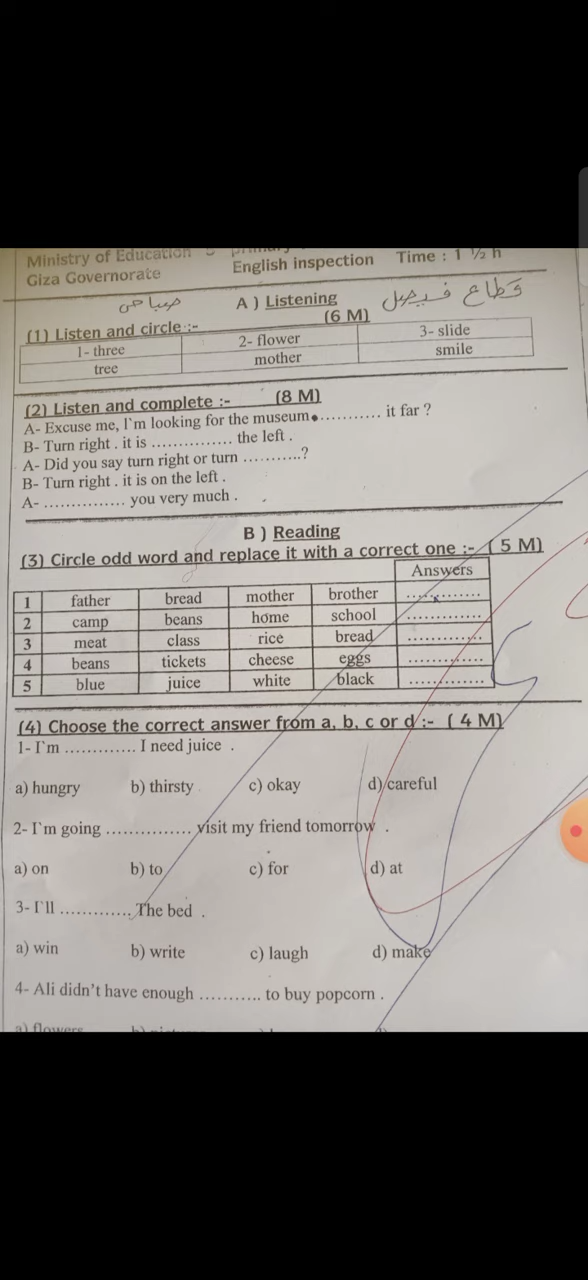 Ministry of Education
Giza Governorate
English inspection
Time : 1 ½ h
صباحى
قطاع فيصل
A ) Listening
(1) Listen and circle :- (6 M)
1- three 2- flower 3- slide
tree mother smile
(2) Listen and complete :- (8 M)
A- Excuse me, I`m looking for the museum. ........... it far ?
B- Turn right . it is .............. the left .
A- Did you say turn right or turn ...........?
B- Turn right . it is on the left .
A- ............... you very much .
B ) Reading
(3) Circle odd word and replace it with a correct one :- ( 5 M)
Answers
1 father bread mother brother .............
2 camp beans home school .............
3 meat class rice bread .............
4 beans tickets cheese eggs .............
5 blue juice white black .............
(4) Choose the correct answer from a, b, c or d :- ( 4 M)
1- I`m ............. I need juice .
a) hungry b) thirsty c) okay d) careful
2- I`m going ............... visit my friend tomorrow .
a) on b) to c) for d) at
3- I`ll ............. The bed .
a) win b) write c) laugh d) make
4- Ali didn't have enough ........... to buy popcorn .
a) flowers